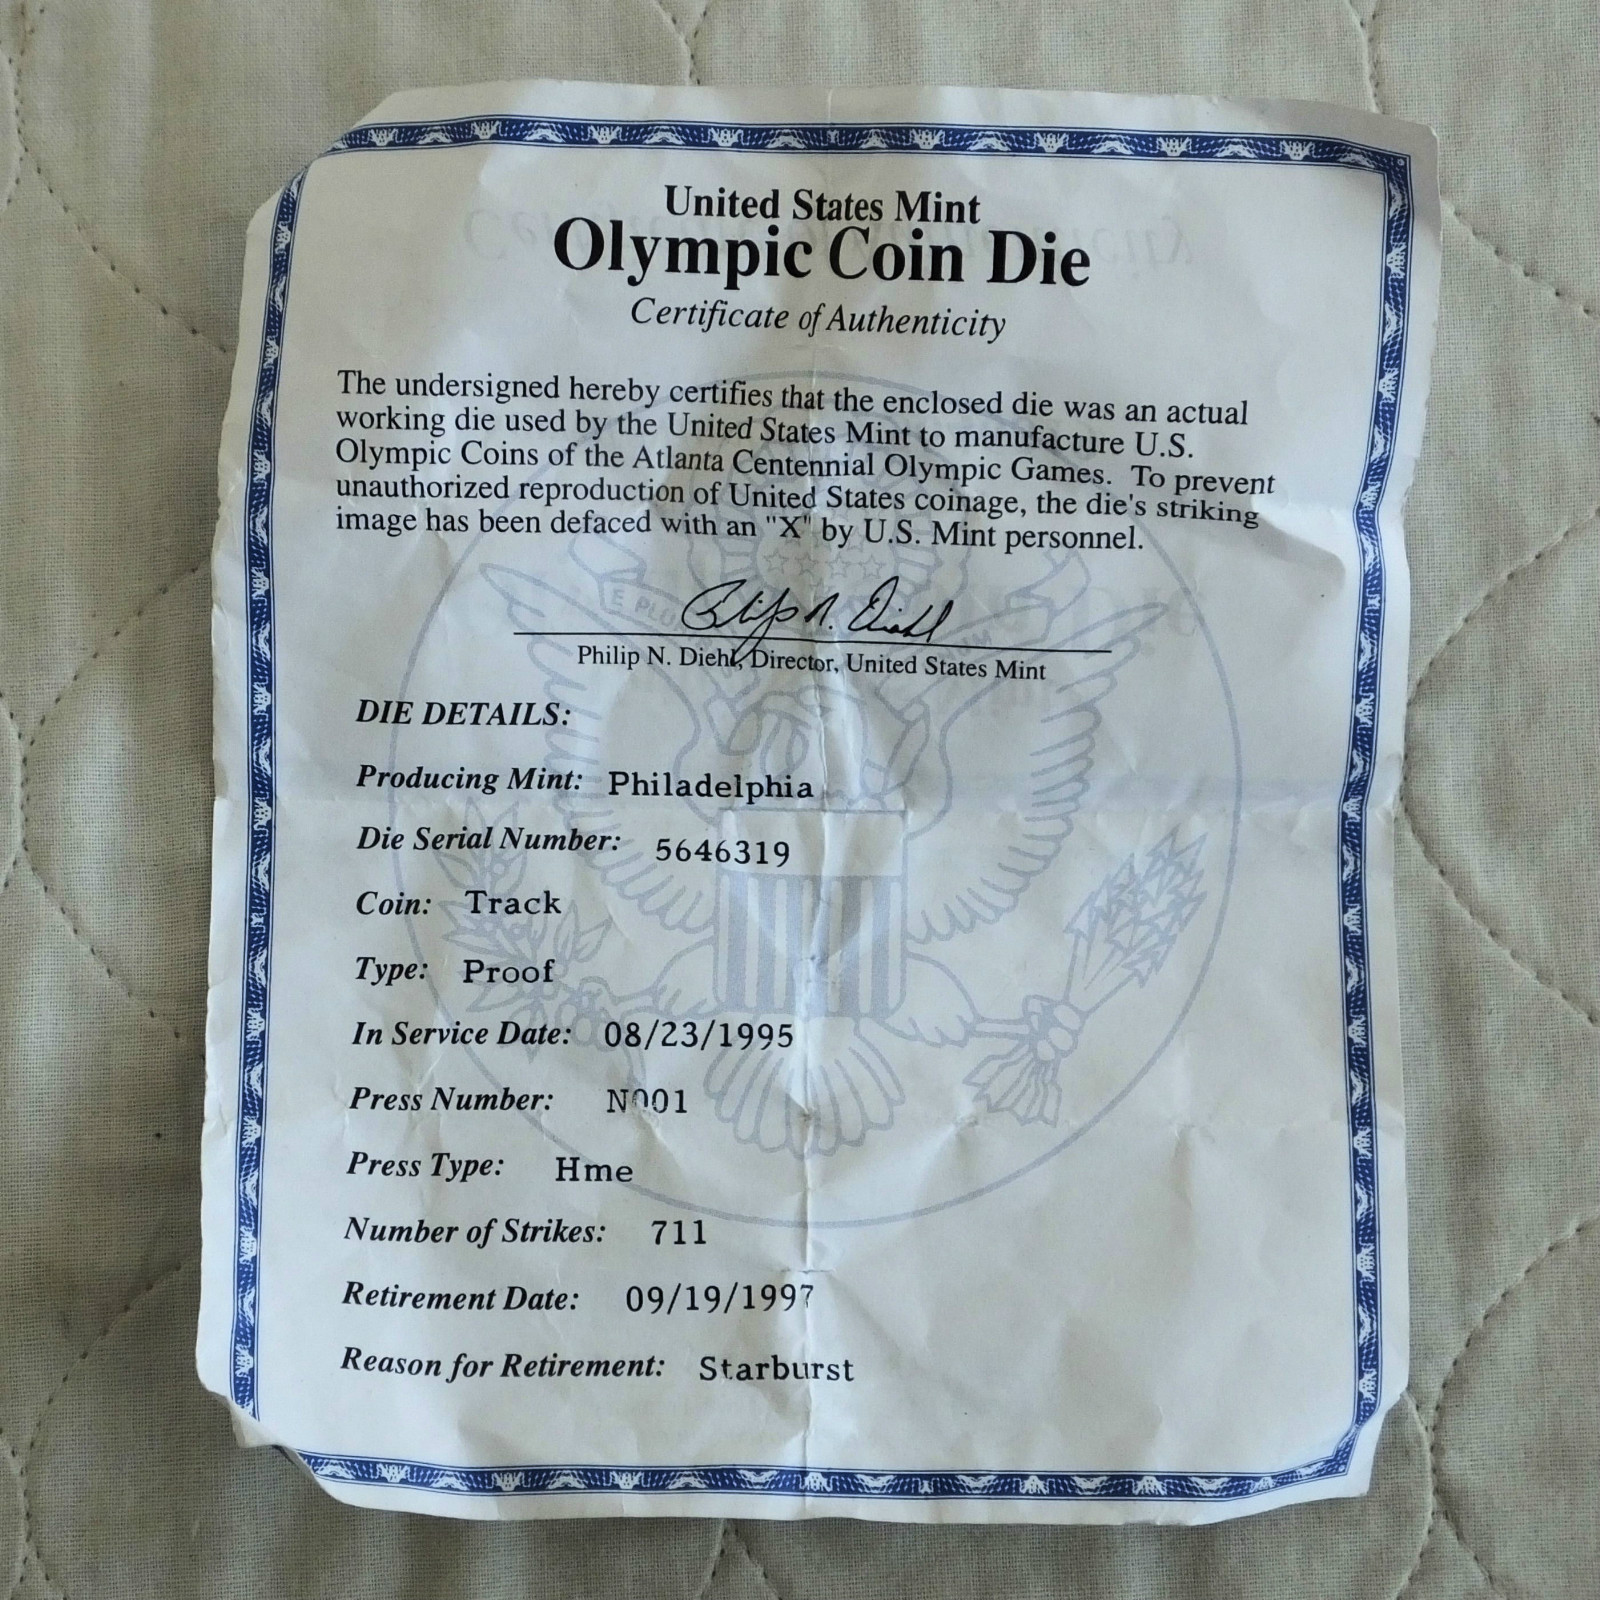 United States Mint
Olympic Coin Die
Certificate of Authenticity
The undersigned hereby certifies that the enclosed die was an actual
working die used by the United States Mint to manufacture U.S.
Olympic Coins of the Atlanta Centennial Olympic Games. To prevent
unauthorized reproduction of United States coinage, the die's striking
image has been defaced with an "X" by U.S. Mint personnel.
E PLU
UM
Philip N. Diehl
Philip N. Diehl, Director, United States Mint
DIE DETAILS:
Producing Mint: Philadelphia
Die Serial Number: 5646319
Coin: Track
Type: Proof
In Service Date: 08/23/1995
Press Number: N001
Press Type: Hme
Number of Strikes: 711
Retirement Date: 09/19/1997
Reason for Retirement: Starburst